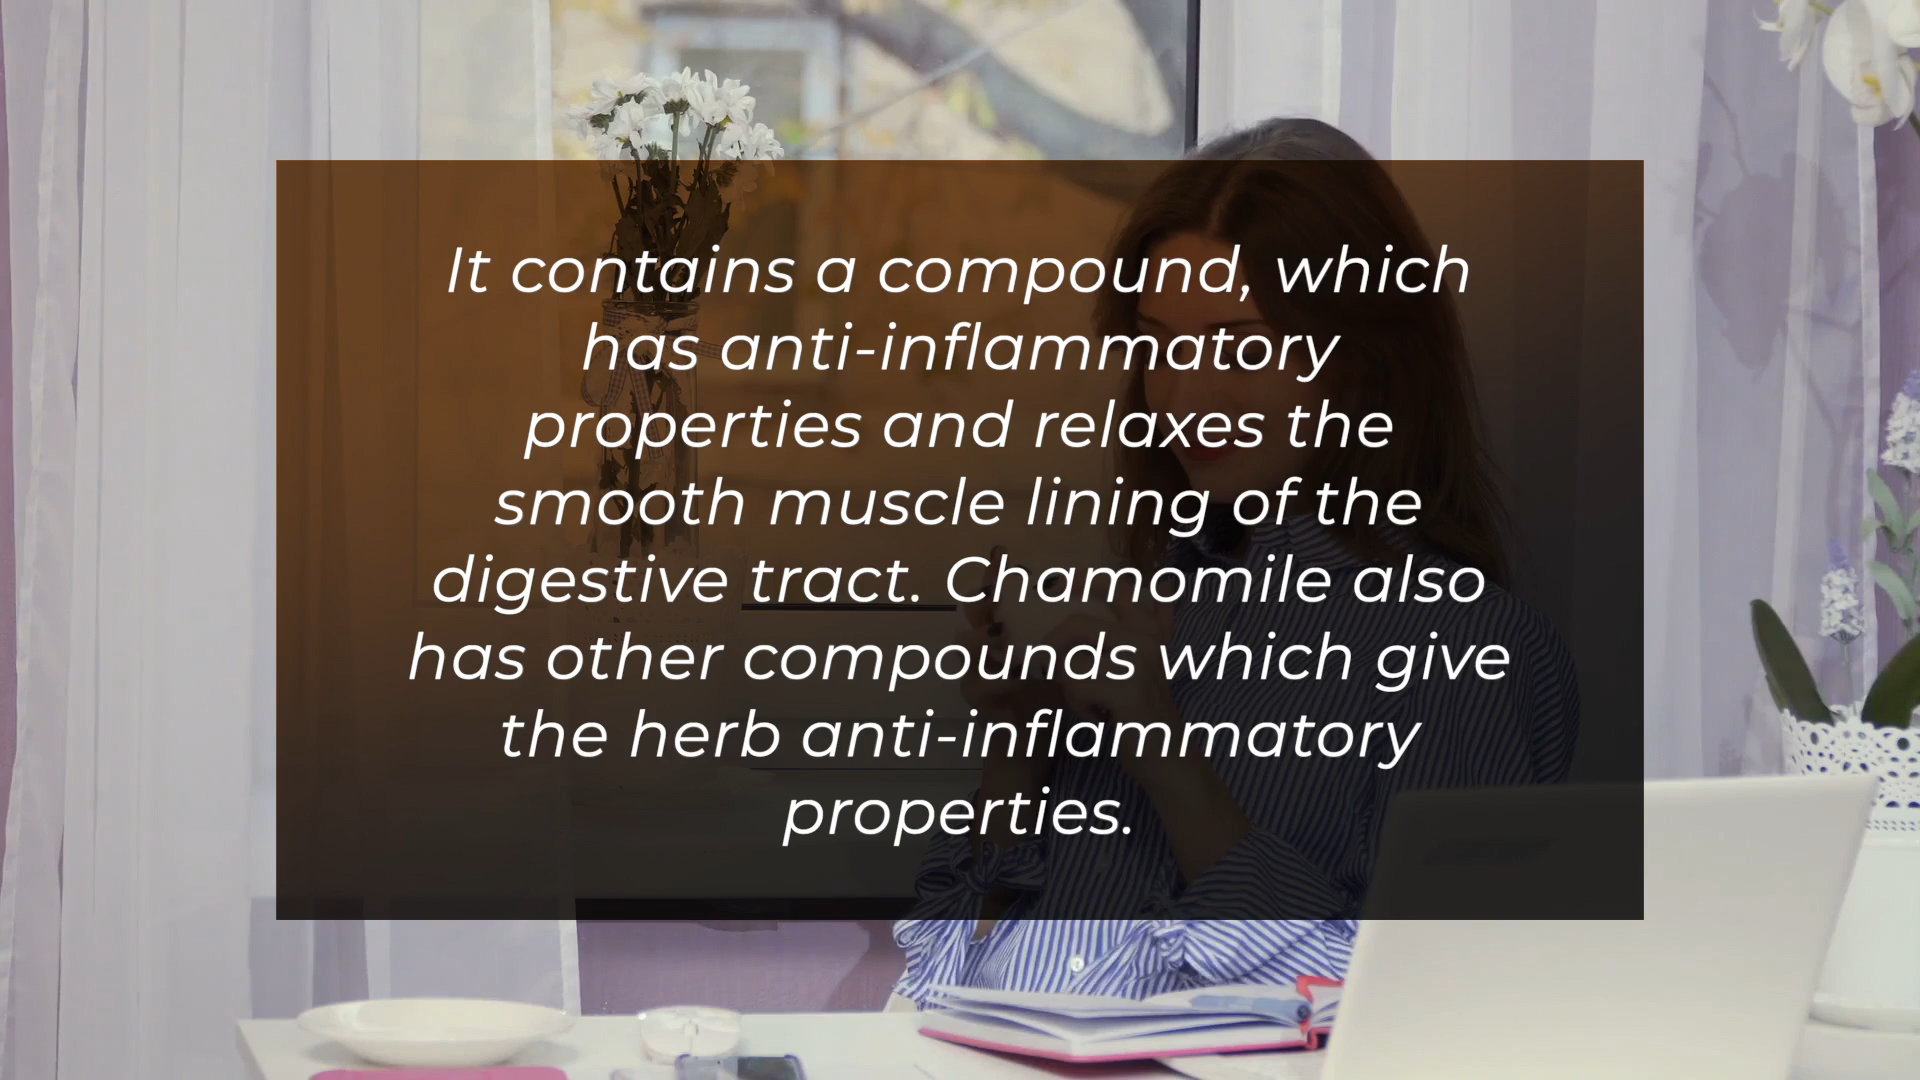 It contains a compound, which
has anti-inflammatory
properties and relaxes the
smooth muscle lining of the
digestive tract. Chamomile also
has other compounds which give
the herb anti-inflammatory
properties.